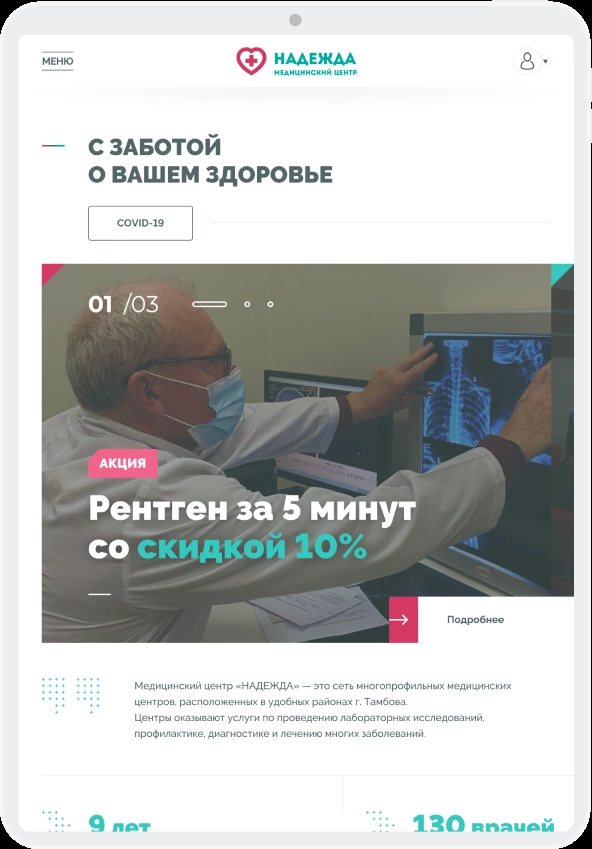 МЕНЮ
НАДЕЖДА
МЕДИЦИНСКИЙ ЦЕНТР
С ЗАБОТОЙ
О ВАШЕМ ЗДОРОВЬЕ
COVID-19
01 /03
АКЦИЯ
Рентген за 5 минут
со скидкой 10%
Подробнее
Медицинский центр «НАДЕЖДА» — это сеть многопрофильных медицинских
центров, расположенных в удобных районах г. Тамбова.
Центры оказывают услуги по проведению лабораторных исследований,
профилактике, диагностике и лечению многих заболеваний.
9 лет
130 врачей